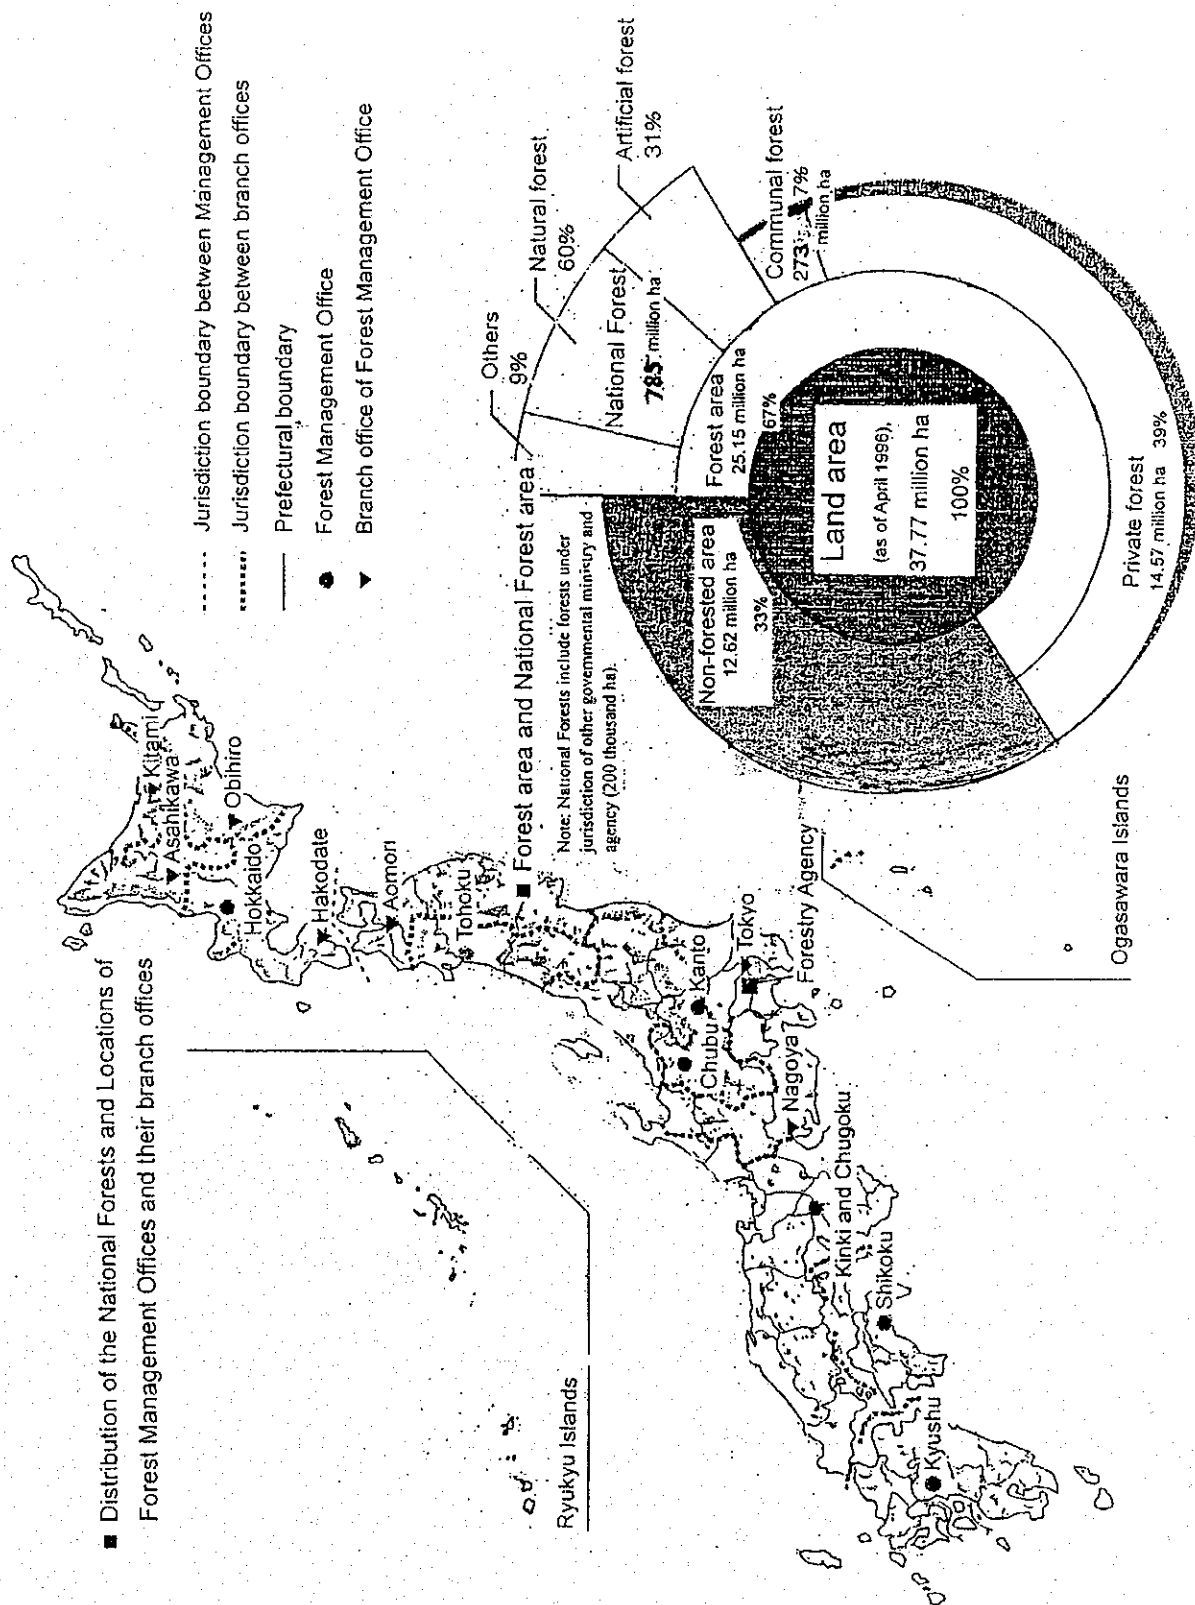 ■ Distribution of the National Forests and Locations of
Forest Management Offices and their branch offices
Jurisdiction boundary between Management Offices
Jurisdiction boundary between branch offices
Prefectural boundary
Forest Management Office
Branch office of Forest Management Office
Kitami
Asahikawa
Obihiro
Hokkaido
Hakodate
Aomori
Tohoku
Kanto
Chubu
Tokyo
Forestry Agency
Nagoya
Kinki and Chugoku
Shikoku
Kyushu
Ryukyu Islands
Ogasawara Islands
■ Forest area and National Forest area
Note: National Forests include forests under
jurisdiction of other governmental ministry and
agency (200 thousand ha).
Others
9%
Natural forest
60%
Artificial forest
31%
National Forest
785 million ha
Communal forest
273 7%
million ha
Forest area
25.15 million ha
67%
Non-forested area
12.62 million ha
33%
Land area
(as of April 1996),
37.77 million ha
100%
Private forest
14.57 million ha 39%